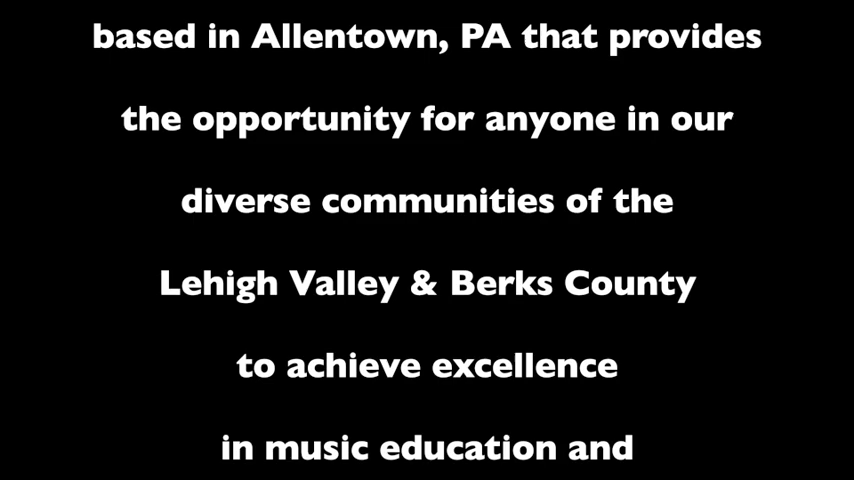 based in Allentown, PA that provides
the opportunity for anyone in our
diverse communities of the
Lehigh Valley & Berks County
to achieve excellence
in music education and